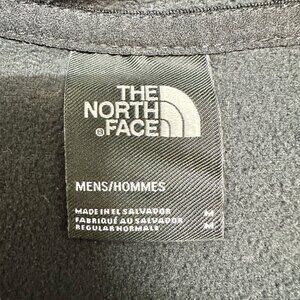 THE
NORTH
® FACE
MENS/HOMMES
MADE IN EL SALVADOR M
FABRIQUÉ AU SALVADOR M
REGULAR/NORMALE